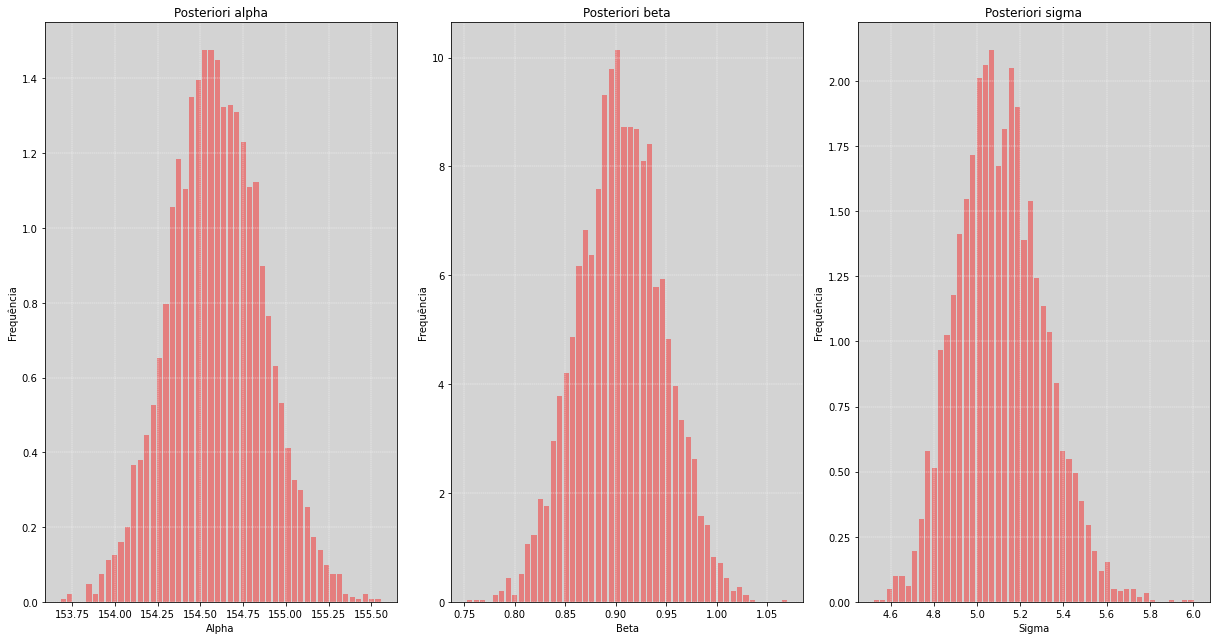 Posteriori alpha
1.4
1.2
1.0
0.8
0.6
0.4
0.2
0.0
Frequência
153.75 154.00 154.25 154.50 154.75 155.00 155.25 155.50
Alpha
Posteriori beta
10
8
6
4
2
0
Frequência
0.75 0.80 0.85 0.90 0.95 1.00 1.05
Beta
Posteriori sigma
2.00
1.75
1.50
1.25
1.00
0.75
0.50
0.25
0.00
Frequência
4.6 4.8 5.0 5.2 5.4 5.6 5.8 6.0
Sigma